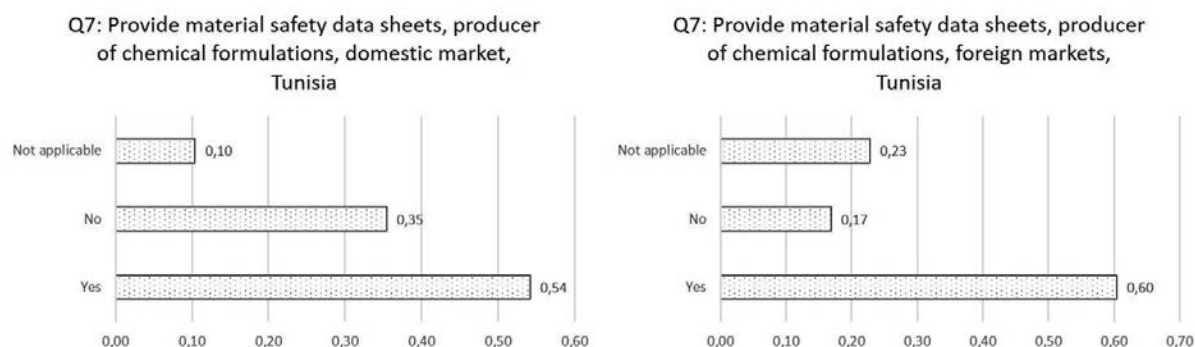 Q7: Provide material safety data sheets, producer
of chemical formulations, domestic market,
Tunisia
Not applicable
0,10
No
0,35
Yes
0,54
0,00 0,10 0,20 0,30 0,40 0,50 0,60
Q7: Provide material safety data sheets, producer
of chemical formulations, foreign markets,
Tunisia
Not applicable
0,23
No
0,17
Yes
0,60
0,00 0,10 0,20 0,30 0,40 0,50 0,60 0,70